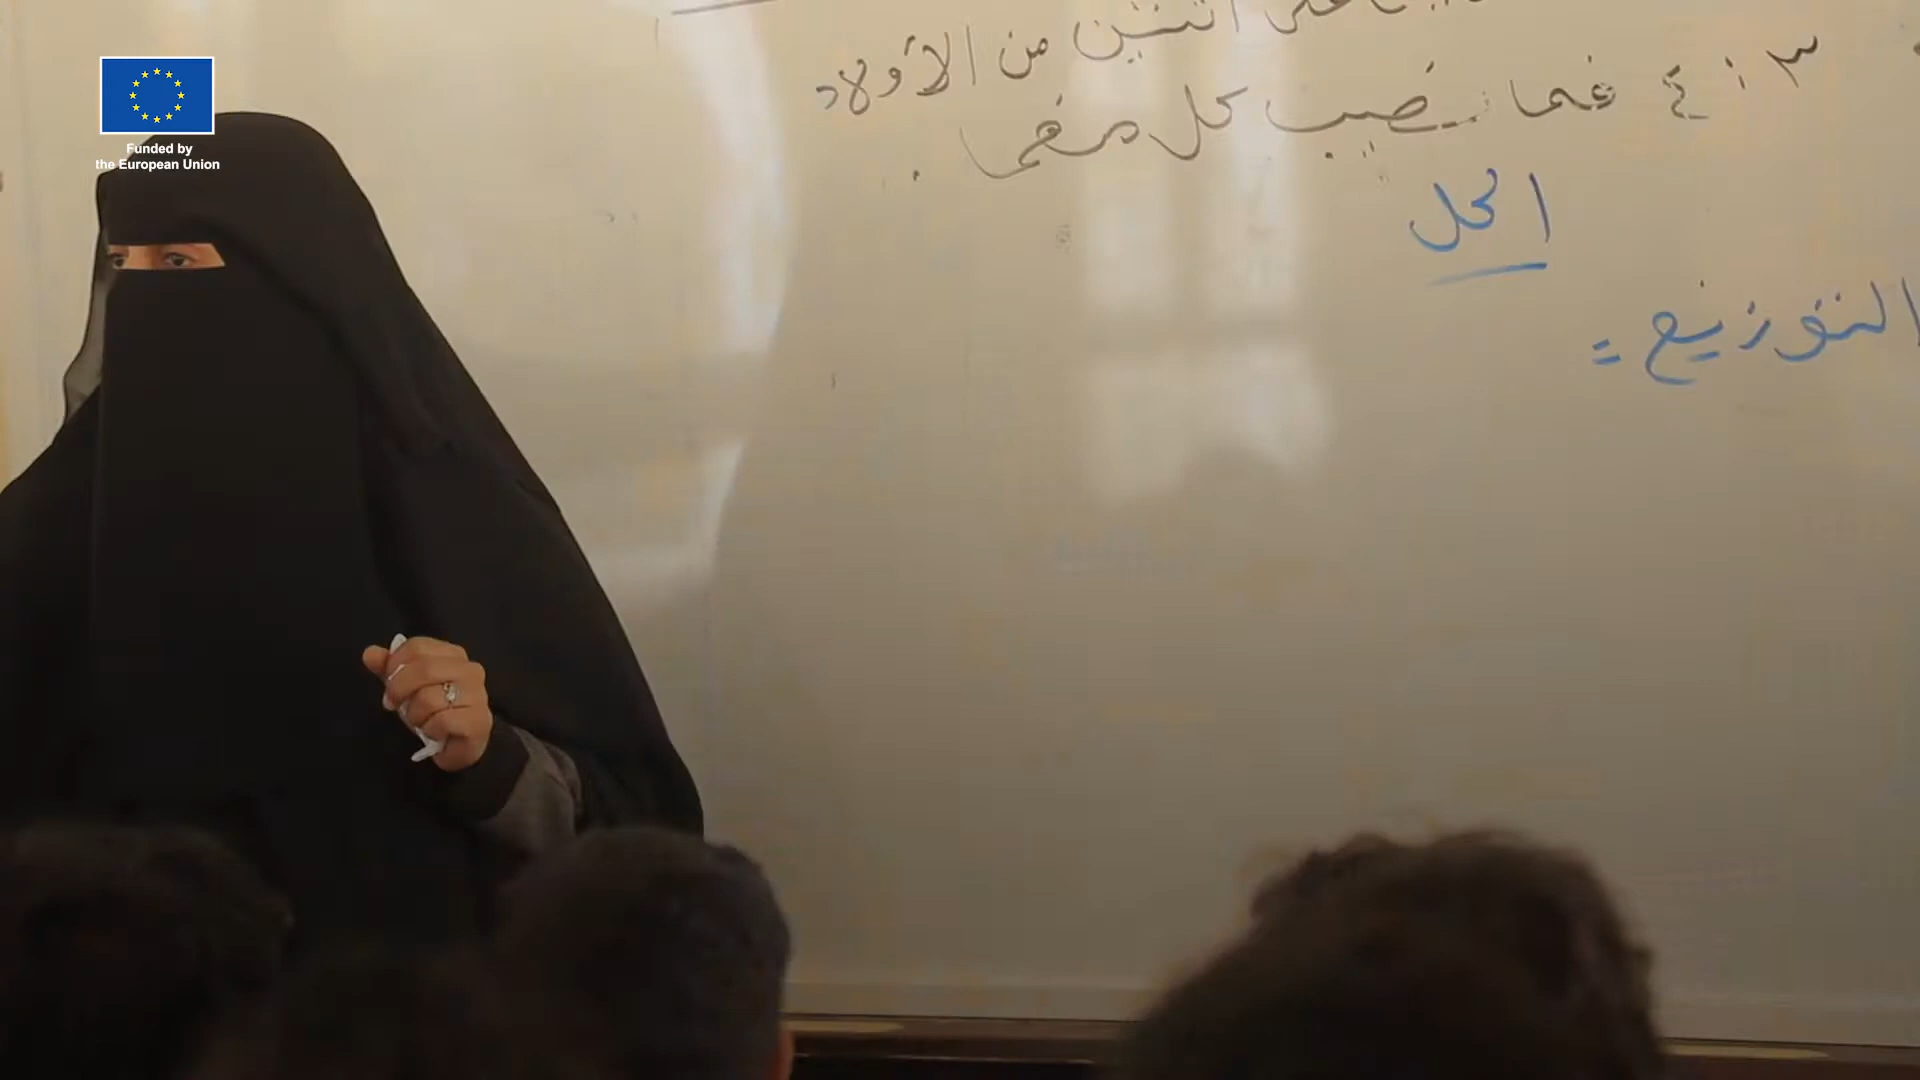 Funded by
the European Union
اثنين من الأولاد
٣ : ٤ فما نصيب كل منهما .
الحل
التوزيع =